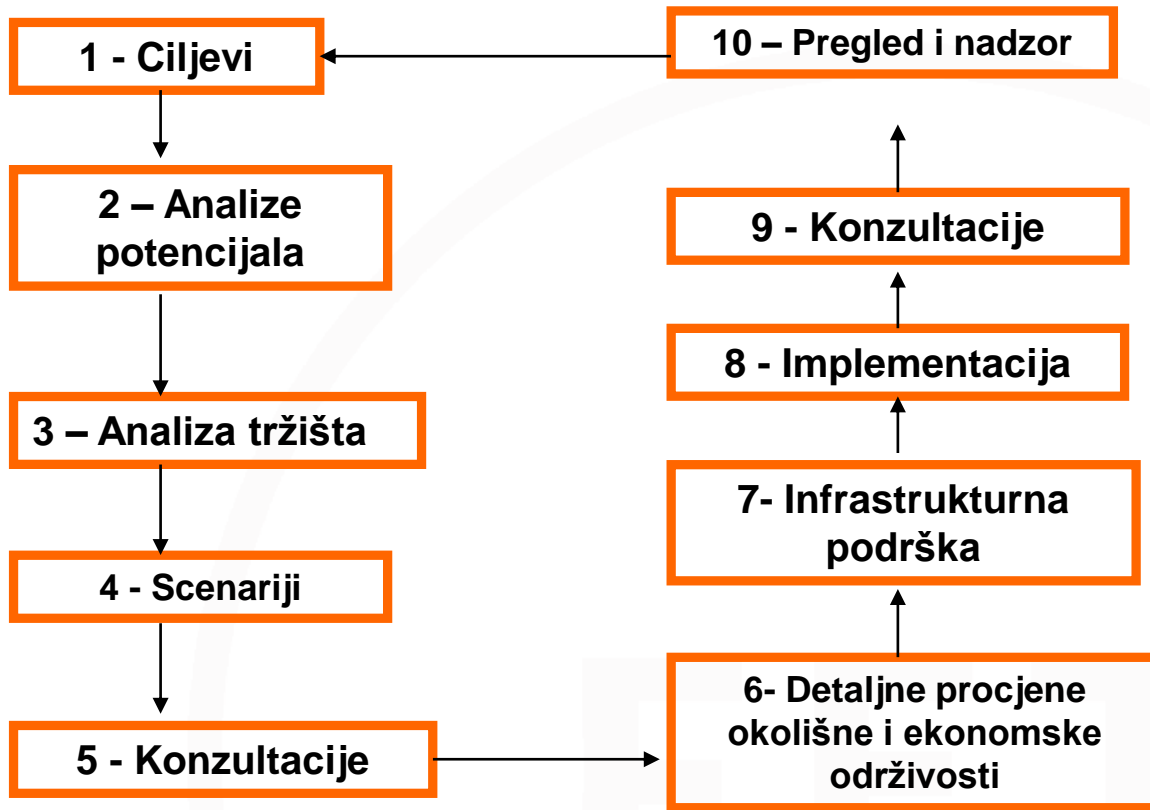 1 - Ciljevi
2 – Analize
potencijala
3 – Analiza tržišta
4 - Scenariji
5 - Konzultacije
6- Detaljne procjene
okolišne i ekonomske
održivosti
7- Infrastrukturna
podrška
8 - Implementacija
9 - Konzultacije
10 – Pregled i nadzor